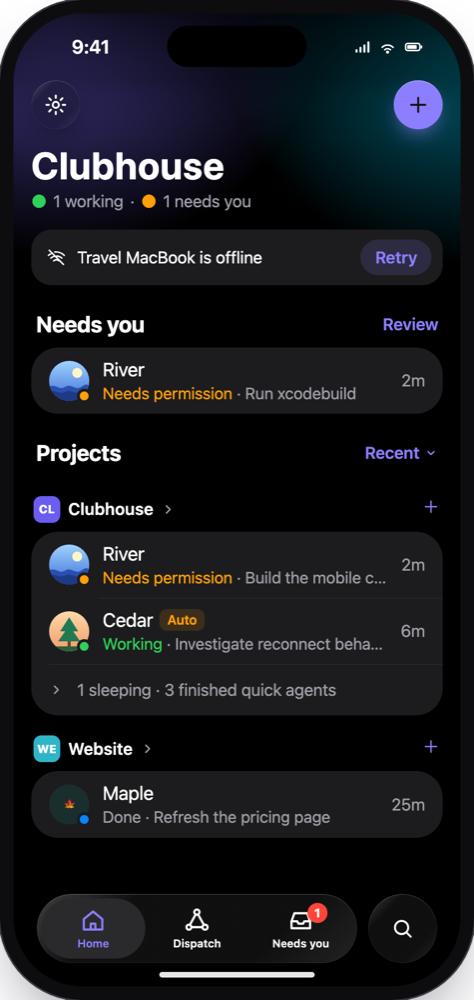 9:41
Clubhouse
1 working · 1 needs you
Travel MacBook is offline
Retry
Needs you
Review
River
Needs permission · Run xcodebuild
2m
Projects
Recent
CL Clubhouse
River
Needs permission · Build the mobile c...
2m
Cedar Auto
Working · Investigate reconnect beha...
6m
1 sleeping · 3 finished quick agents
WE Website
Maple
Done · Refresh the pricing page
25m
1
Home
Dispatch
Needs you